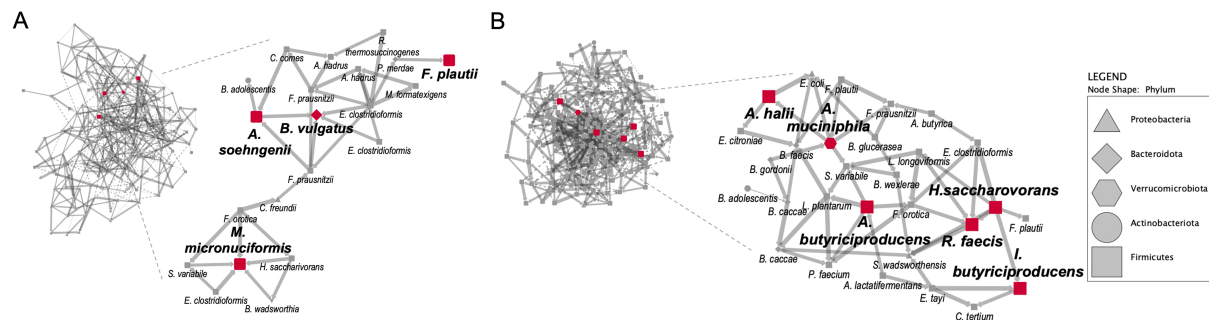 A
B
R.
thermosuccinogenes
C. comes
A. hadrus
P. merdae
A. hadrus
F. plautii
B. adolescentis
M. formatexigens
F. prausnitzii
E. clostridioformis
A.
soehngenii
B. vulgatus
E. clostridioformis
F. prausnitzii
C. freundii
F. orotica
M.
micronuciformis
S. variabile
H. saccharivorans
E. clostridioformis
B. wadsworthia
E. coli
F. plautii
A. halii
A.
muciniphila
F. prausnitzii
A. butyrica
E. citroniae
B. faecis
B. glucerasea
E. clostridioformis
B. gordonii
L. longoviformis
S. variabile
B. wexlerae
B. adolescentis
H.saccharovorans
B. caccae
L. plantarum
F. orotica
F. plautii
A.
butyriciproducens
R. faecis
B. caccae
P. faecium
S. wadsworthensis
I.
butyriciproducens
A. lactatifermentans
E. tayi
C. tertium
LEGEND
Node Shape: Phylum
Proteobacteria
Bacteroidota
Verrucomicrobiota
Actinobacteriota
Firmicutes